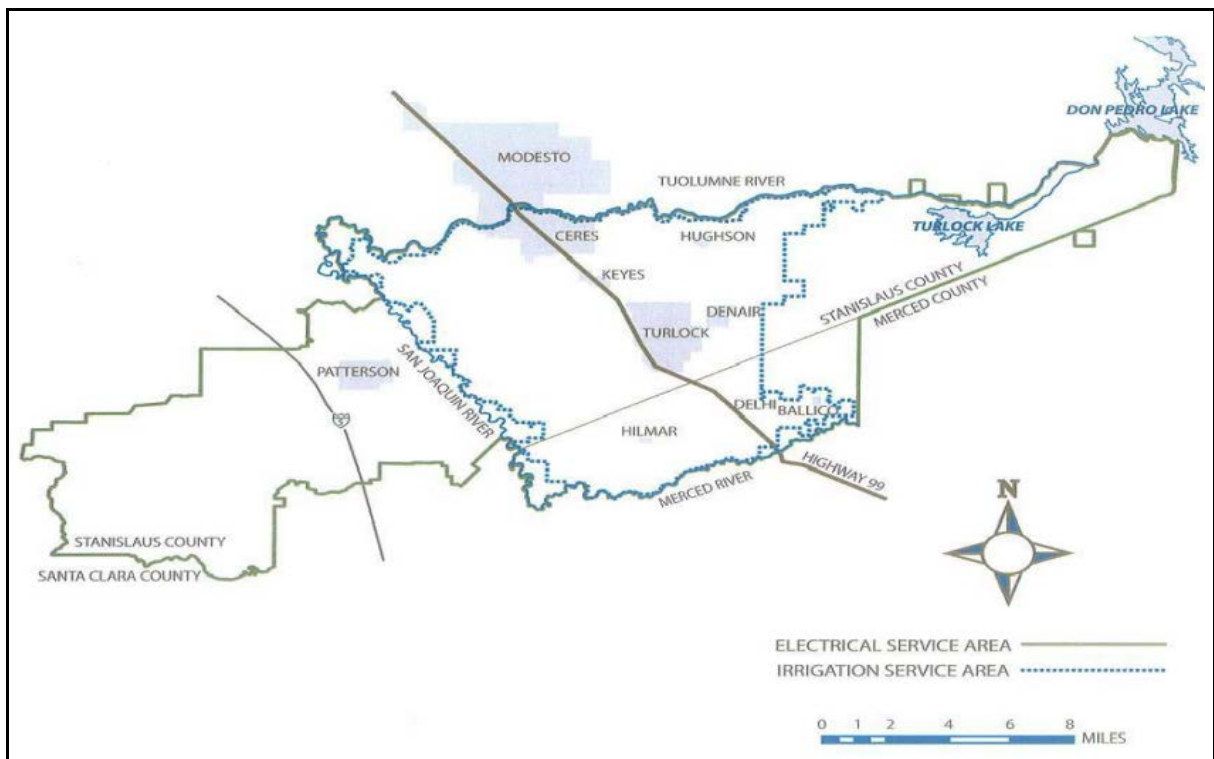 DON PEDRO LAKE
MODESTO
TUOLUMNE RIVER
TURLOCK LAKE
CERES
HUGHSON
KEYES
STANISLAUS COUNTY
MERCED COUNTY
DENAIR
TURLOCK
SAN JOAQUIN RIVER
PATTERSON
DELHI
BALLICO
HILMAR
HIGHWAY 99
MERCED RIVER
N
STANISLAUS COUNTY
SANTA CLARA COUNTY
ELECTRICAL SERVICE AREA
IRRIGATION SERVICE AREA
0 1 2 4 6 8
MILES